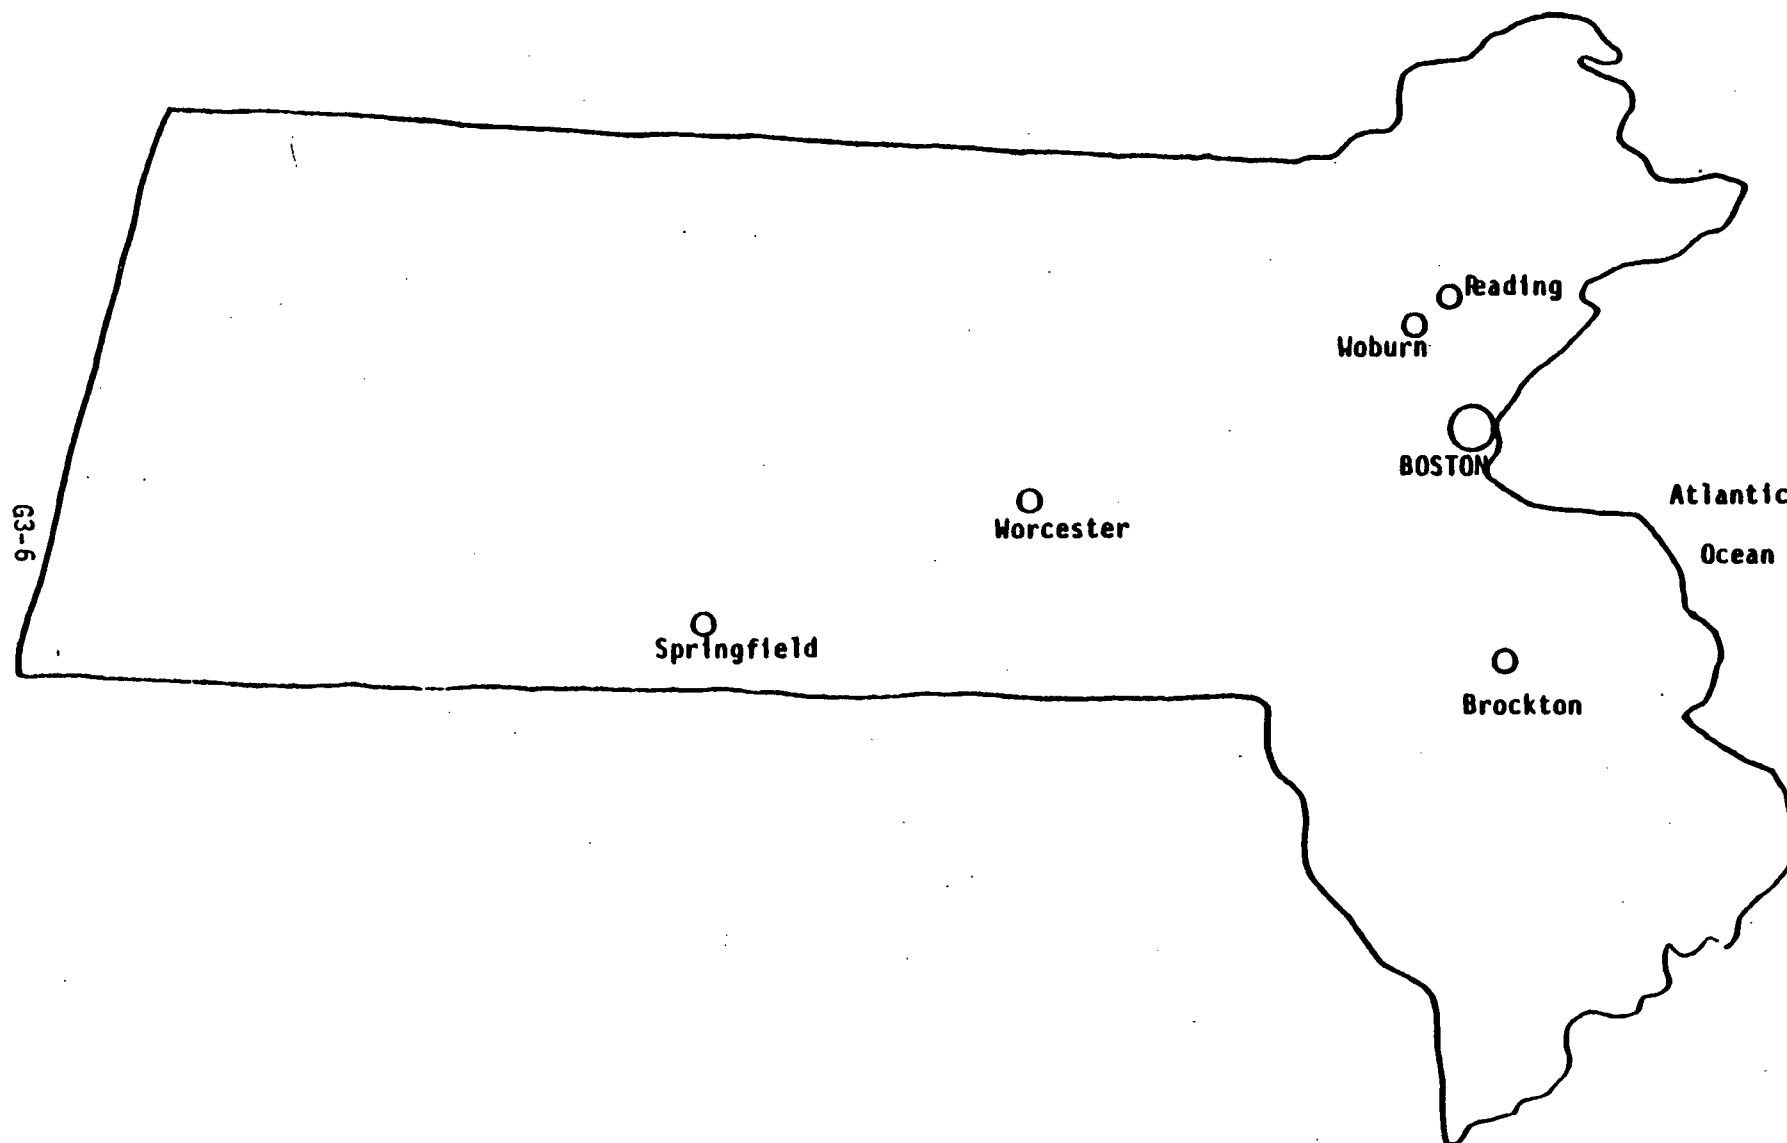 Reading
Woburn
BOSTON
Atlantic
Ocean
Worcester
Springfield
Brockton
G3-6